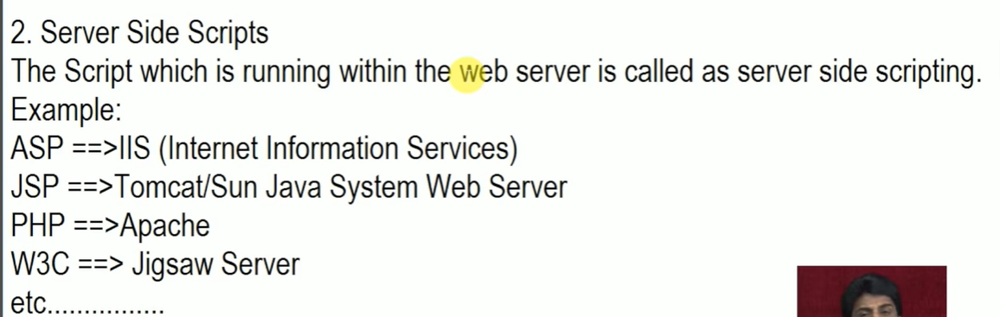 2. Server Side Scripts
The Script which is running within the web server is called as server side scripting.
Example:
ASP ==>IIS (Internet Information Services)
JSP ==>Tomcat/Sun Java System Web Server
PHP ==>Apache
W3C ==> Jigsaw Server
etc................